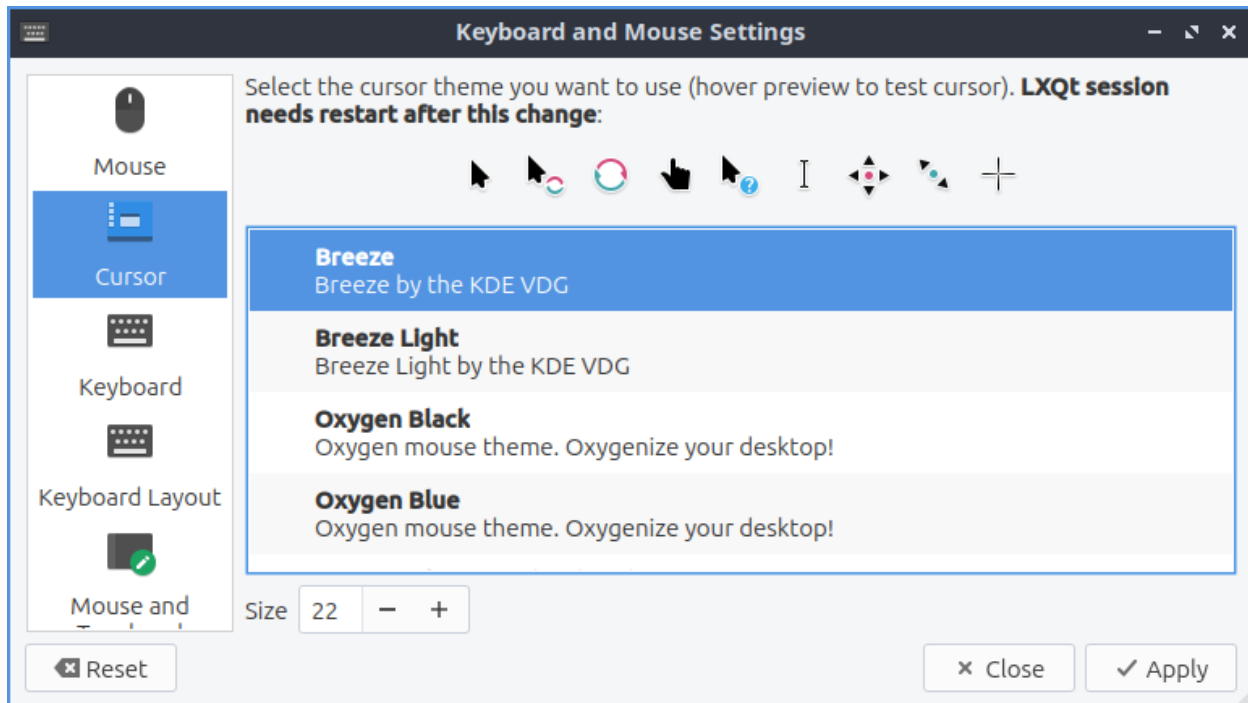 Keyboard and Mouse Settings
Mouse
Cursor
Keyboard
Keyboard Layout
Mouse and
Select the cursor theme you want to use (hover preview to test cursor). LXQt session
needs restart after this change:
Breeze
Breeze by the KDE VDG
Breeze Light
Breeze Light by the KDE VDG
Oxygen Black
Oxygen mouse theme. Oxygenize your desktop!
Oxygen Blue
Oxygen mouse theme. Oxygenize your desktop!
Size 22 − +
Reset
Close
Apply